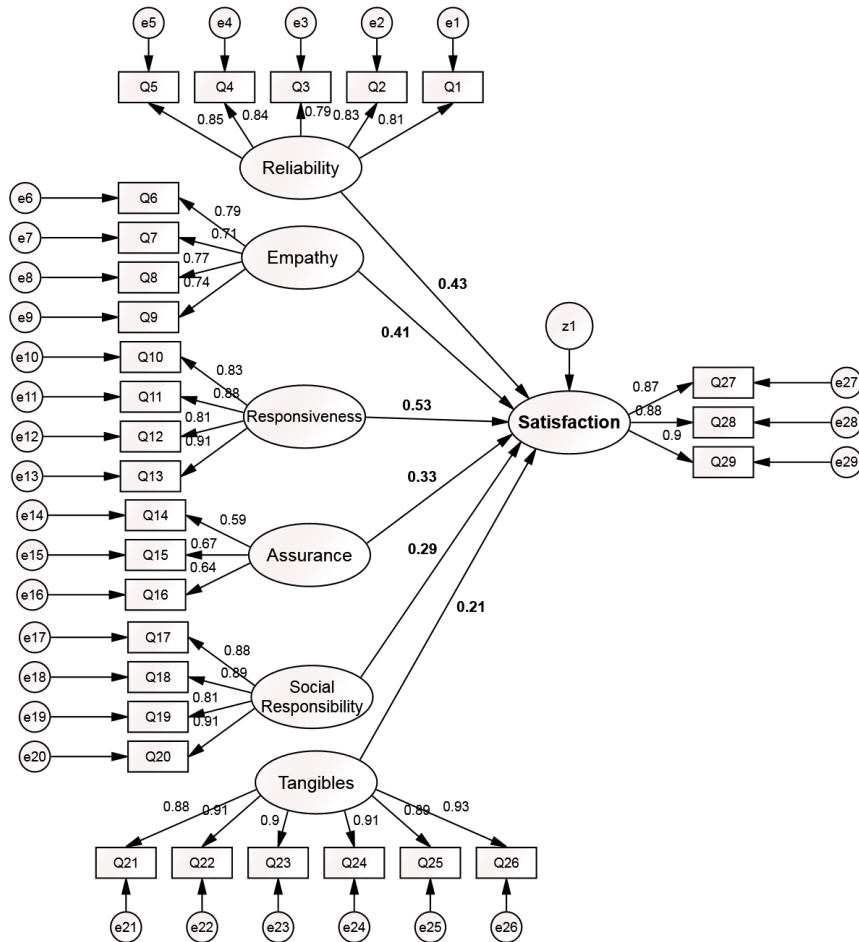 e5 e4 e3 e2 e1
Q5 Q4 Q3 Q2 Q1
0.85 0.84 0.79 0.83 0.81
Reliability
e6 Q6 0.79
e7 Q7 0.71
Empathy
e8 Q8 0.77
e9 Q9 0.74
0.43
0.41
z1
e10 Q10 0.83
e11 Q11 0.88
Responsiveness
0.53
e12 Q12 0.81
e13 Q13 0.91
Satisfaction
0.87 Q27 e27
0.88 Q28 e28
0.9 Q29 e29
e14 Q14 0.59
e15 Q15 0.67
Assurance
0.33
e16 Q16 0.64
0.29
0.21
e17 Q17 0.88
e18 Q18 0.89
Social
Responsibility
e19 Q19 0.81
e20 Q20 0.91
Tangibles
0.88 0.91 0.9 0.91 0.89 0.93
Q21 Q22 Q23 Q24 Q25 Q26
e21 e22 e23 e24 e25 e26